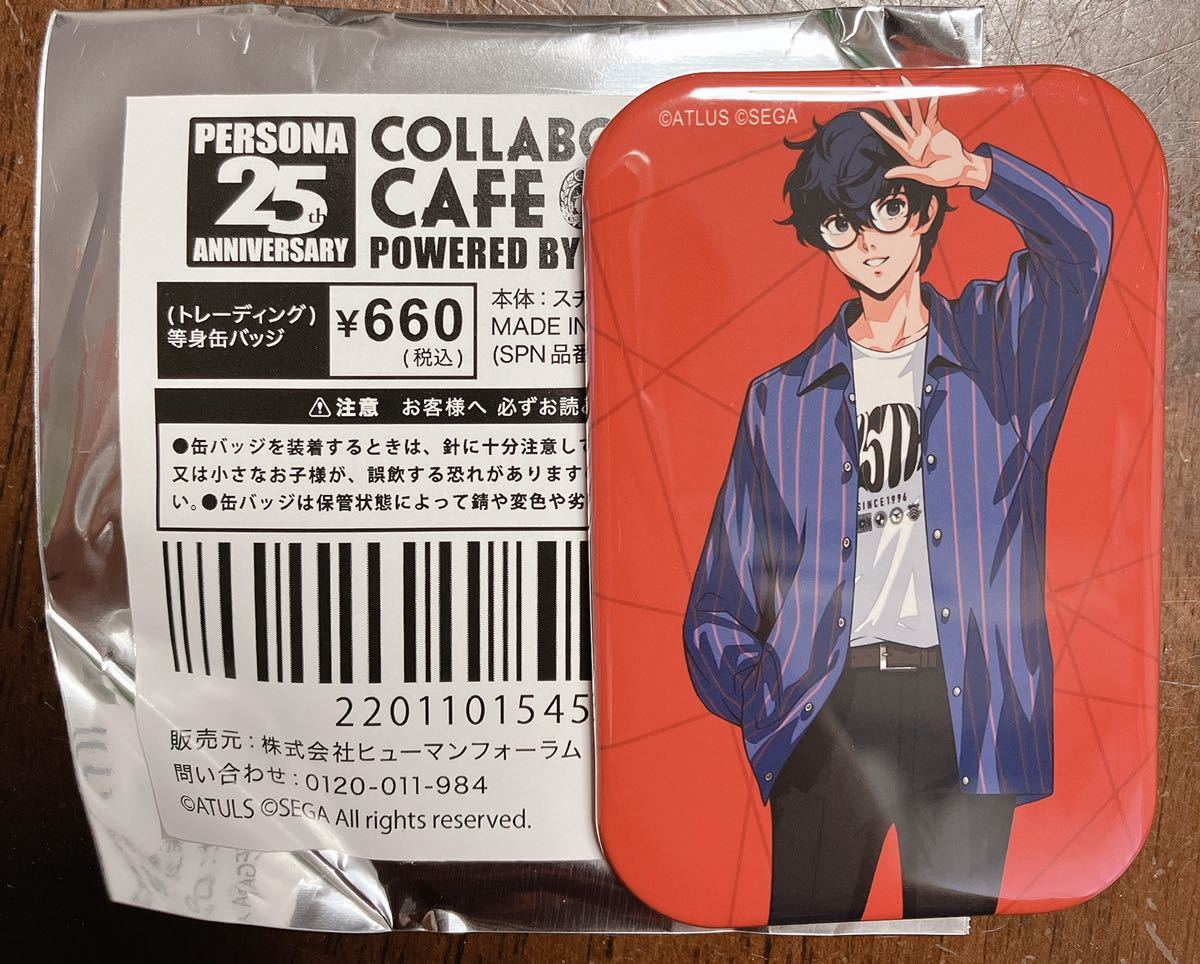 PERSONA
25th
ANNIVERSARY
COLLABO
CAFE
POWERED BY
(トレーディング)
等身缶バッジ
¥660
(税込)
本体:スチ
MADE IN
(SPN品番
⚠注意 お客様へ 必ずお読み
●缶バッジを装着するときは、針に十分注意して
又は小さなお子様が、誤飲する恐れがあります
い。●缶バッジは保管状態によって錆や変色や劣
2201101545
販売元:株式会社ヒューマンフォーラム
問い合わせ:0120-011-984
©ATULS ©SEGA All rights reserved.
©ATLUS ©SEGA
25TH
SINCE1996